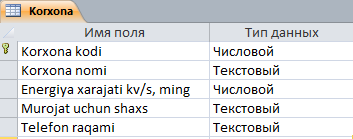 Korxona
Имя поля Тип данных
Korxona kodi Числовой
Korxona nomi Текстовый
Energiya xarajati kv/s, ming Числовой
Murojat uchun shaxs Текстовый
Telefon raqami Текстовый